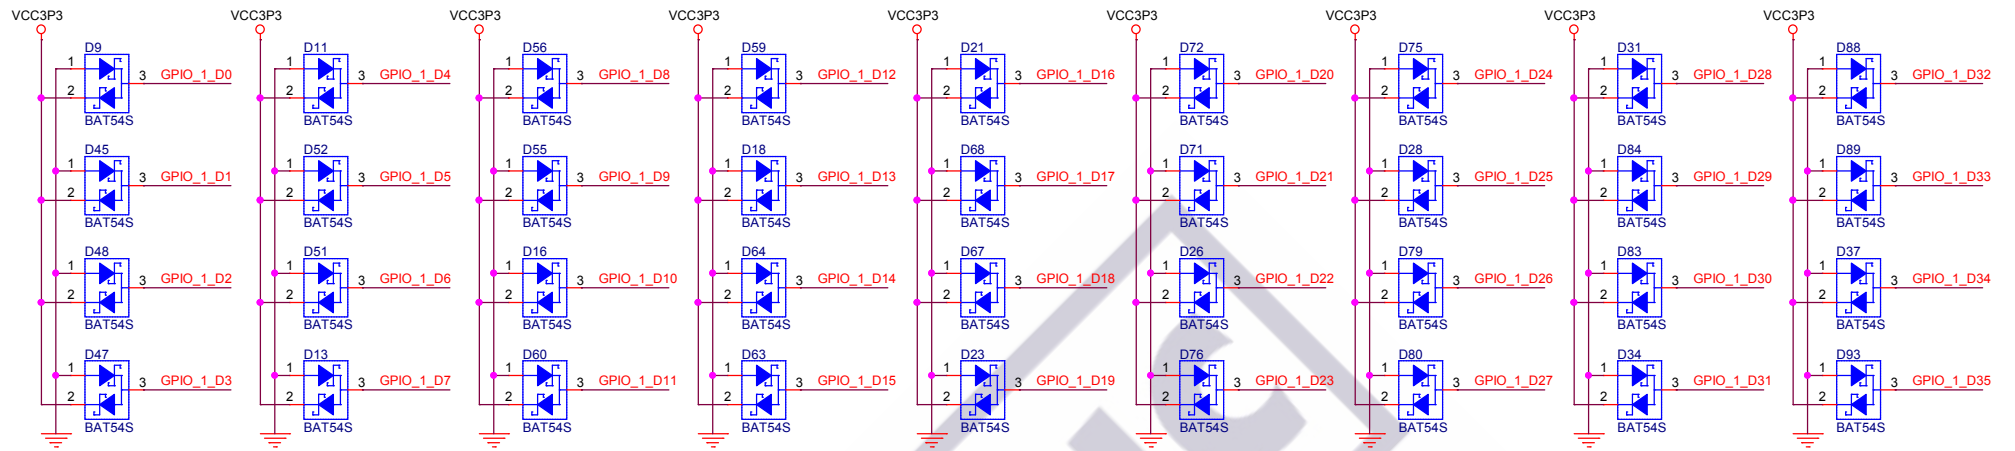 VCC3P3 VCC3P3 VCC3P3 VCC3P3 VCC3P3 VCC3P3 VCC3P3 VCC3P3 VCC3P3
D9 D11 D56 D59 D21 D72 D75 D31 D88
1 1 1 1 1 1 1 1 1
3 GPIO_1_D0 3 GPIO_1_D4 3 GPIO_1_D8 3 GPIO_1_D12 3 GPIO_1_D16 3 GPIO_1_D20 3 GPIO_1_D24 3 GPIO_1_D28 3 GPIO_1_D32
2 2 2 2 2 2 2 2 2
BAT54S BAT54S BAT54S BAT54S BAT54S BAT54S BAT54S BAT54S BAT54S
D45 D52 D55 D18 D68 D71 D28 D84 D89
1 1 1 1 1 1 1 1 1
3 GPIO_1_D1 3 GPIO_1_D5 3 GPIO_1_D9 3 GPIO_1_D13 3 GPIO_1_D17 3 GPIO_1_D21 3 GPIO_1_D25 3 GPIO_1_D29 3 GPIO_1_D33
2 2 2 2 2 2 2 2 2
BAT54S BAT54S BAT54S BAT54S BAT54S BAT54S BAT54S BAT54S BAT54S
D48 D51 D16 D64 D67 D26 D79 D83 D37
1 1 1 1 1 1 1 1 1
3 GPIO_1_D2 3 GPIO_1_D6 3 GPIO_1_D10 3 GPIO_1_D14 3 GPIO_1_D18 3 GPIO_1_D22 3 GPIO_1_D26 3 GPIO_1_D30 3 GPIO_1_D34
2 2 2 2 2 2 2 2 2
BAT54S BAT54S BAT54S BAT54S BAT54S BAT54S BAT54S BAT54S BAT54S
D47 D13 D60 D63 D23 D76 D80 D34 D93
1 1 1 1 1 1 1 1 1
3 GPIO_1_D3 3 GPIO_1_D7 3 GPIO_1_D11 3 GPIO_1_D15 3 GPIO_1_D19 3 GPIO_1_D23 3 GPIO_1_D27 3 GPIO_1_D31 3 GPIO_1_D35
2 2 2 2 2 2 2 2 2
BAT54S BAT54S BAT54S BAT54S BAT54S BAT54S BAT54S BAT54S BAT54S